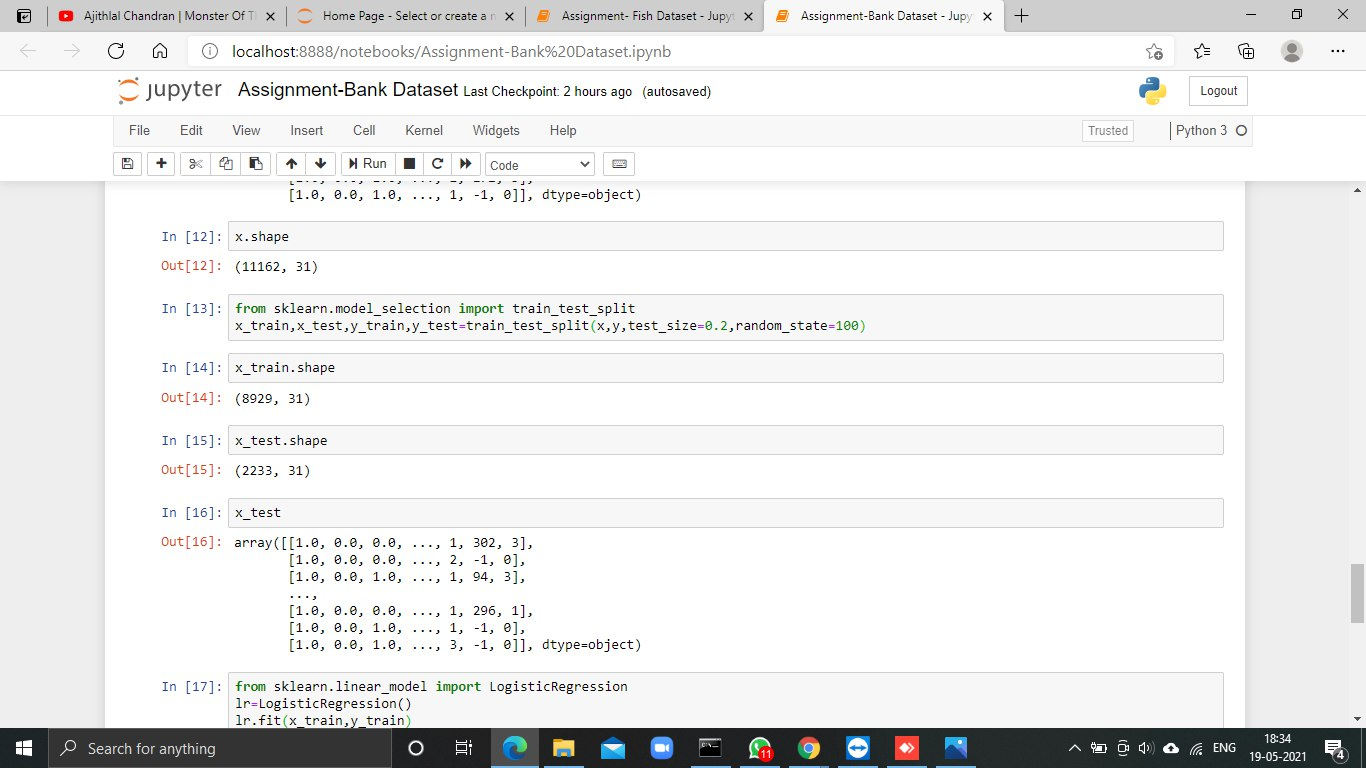 Ajithlal Chandran | Monster Of T
Home Page - Select or create a n
Assignment- Fish Dataset - Jupyt
Assignment-Bank Dataset - Jupy
localhost:8888/notebooks/Assignment-Bank%20Dataset.ipynb
jupyter Assignment-Bank Dataset Last Checkpoint: 2 hours ago (autosaved)
Logout
File Edit View Insert Cell Kernel Widgets Help
Trusted
Python 3
Run
Code
[1.0, 0.0, 1.0, ..., 1, -1, 0]], dtype=object)
In [12]: x.shape
Out[12]: (11162, 31)
In [13]: from sklearn.model_selection import train_test_split
x_train,x_test,y_train,y_test=train_test_split(x,y,test_size=0.2,random_state=100)
In [14]: x_train.shape
Out[14]: (8929, 31)
In [15]: x_test.shape
Out[15]: (2233, 31)
In [16]: x_test
Out[16]: array([[1.0, 0.0, 0.0, ..., 1, 302, 3],
[1.0, 0.0, 0.0, ..., 2, -1, 0],
[1.0, 0.0, 1.0, ..., 1, 94, 3],
...,
[1.0, 0.0, 0.0, ..., 1, 296, 1],
[1.0, 0.0, 1.0, ..., 1, -1, 0],
[1.0, 0.0, 1.0, ..., 3, -1, 0]], dtype=object)
In [17]: from sklearn.linear_model import LogisticRegression
lr=LogisticRegression()
lr.fit(x_train,y_train)
Search for anything
11
ENG
18:34
19-05-2021
4